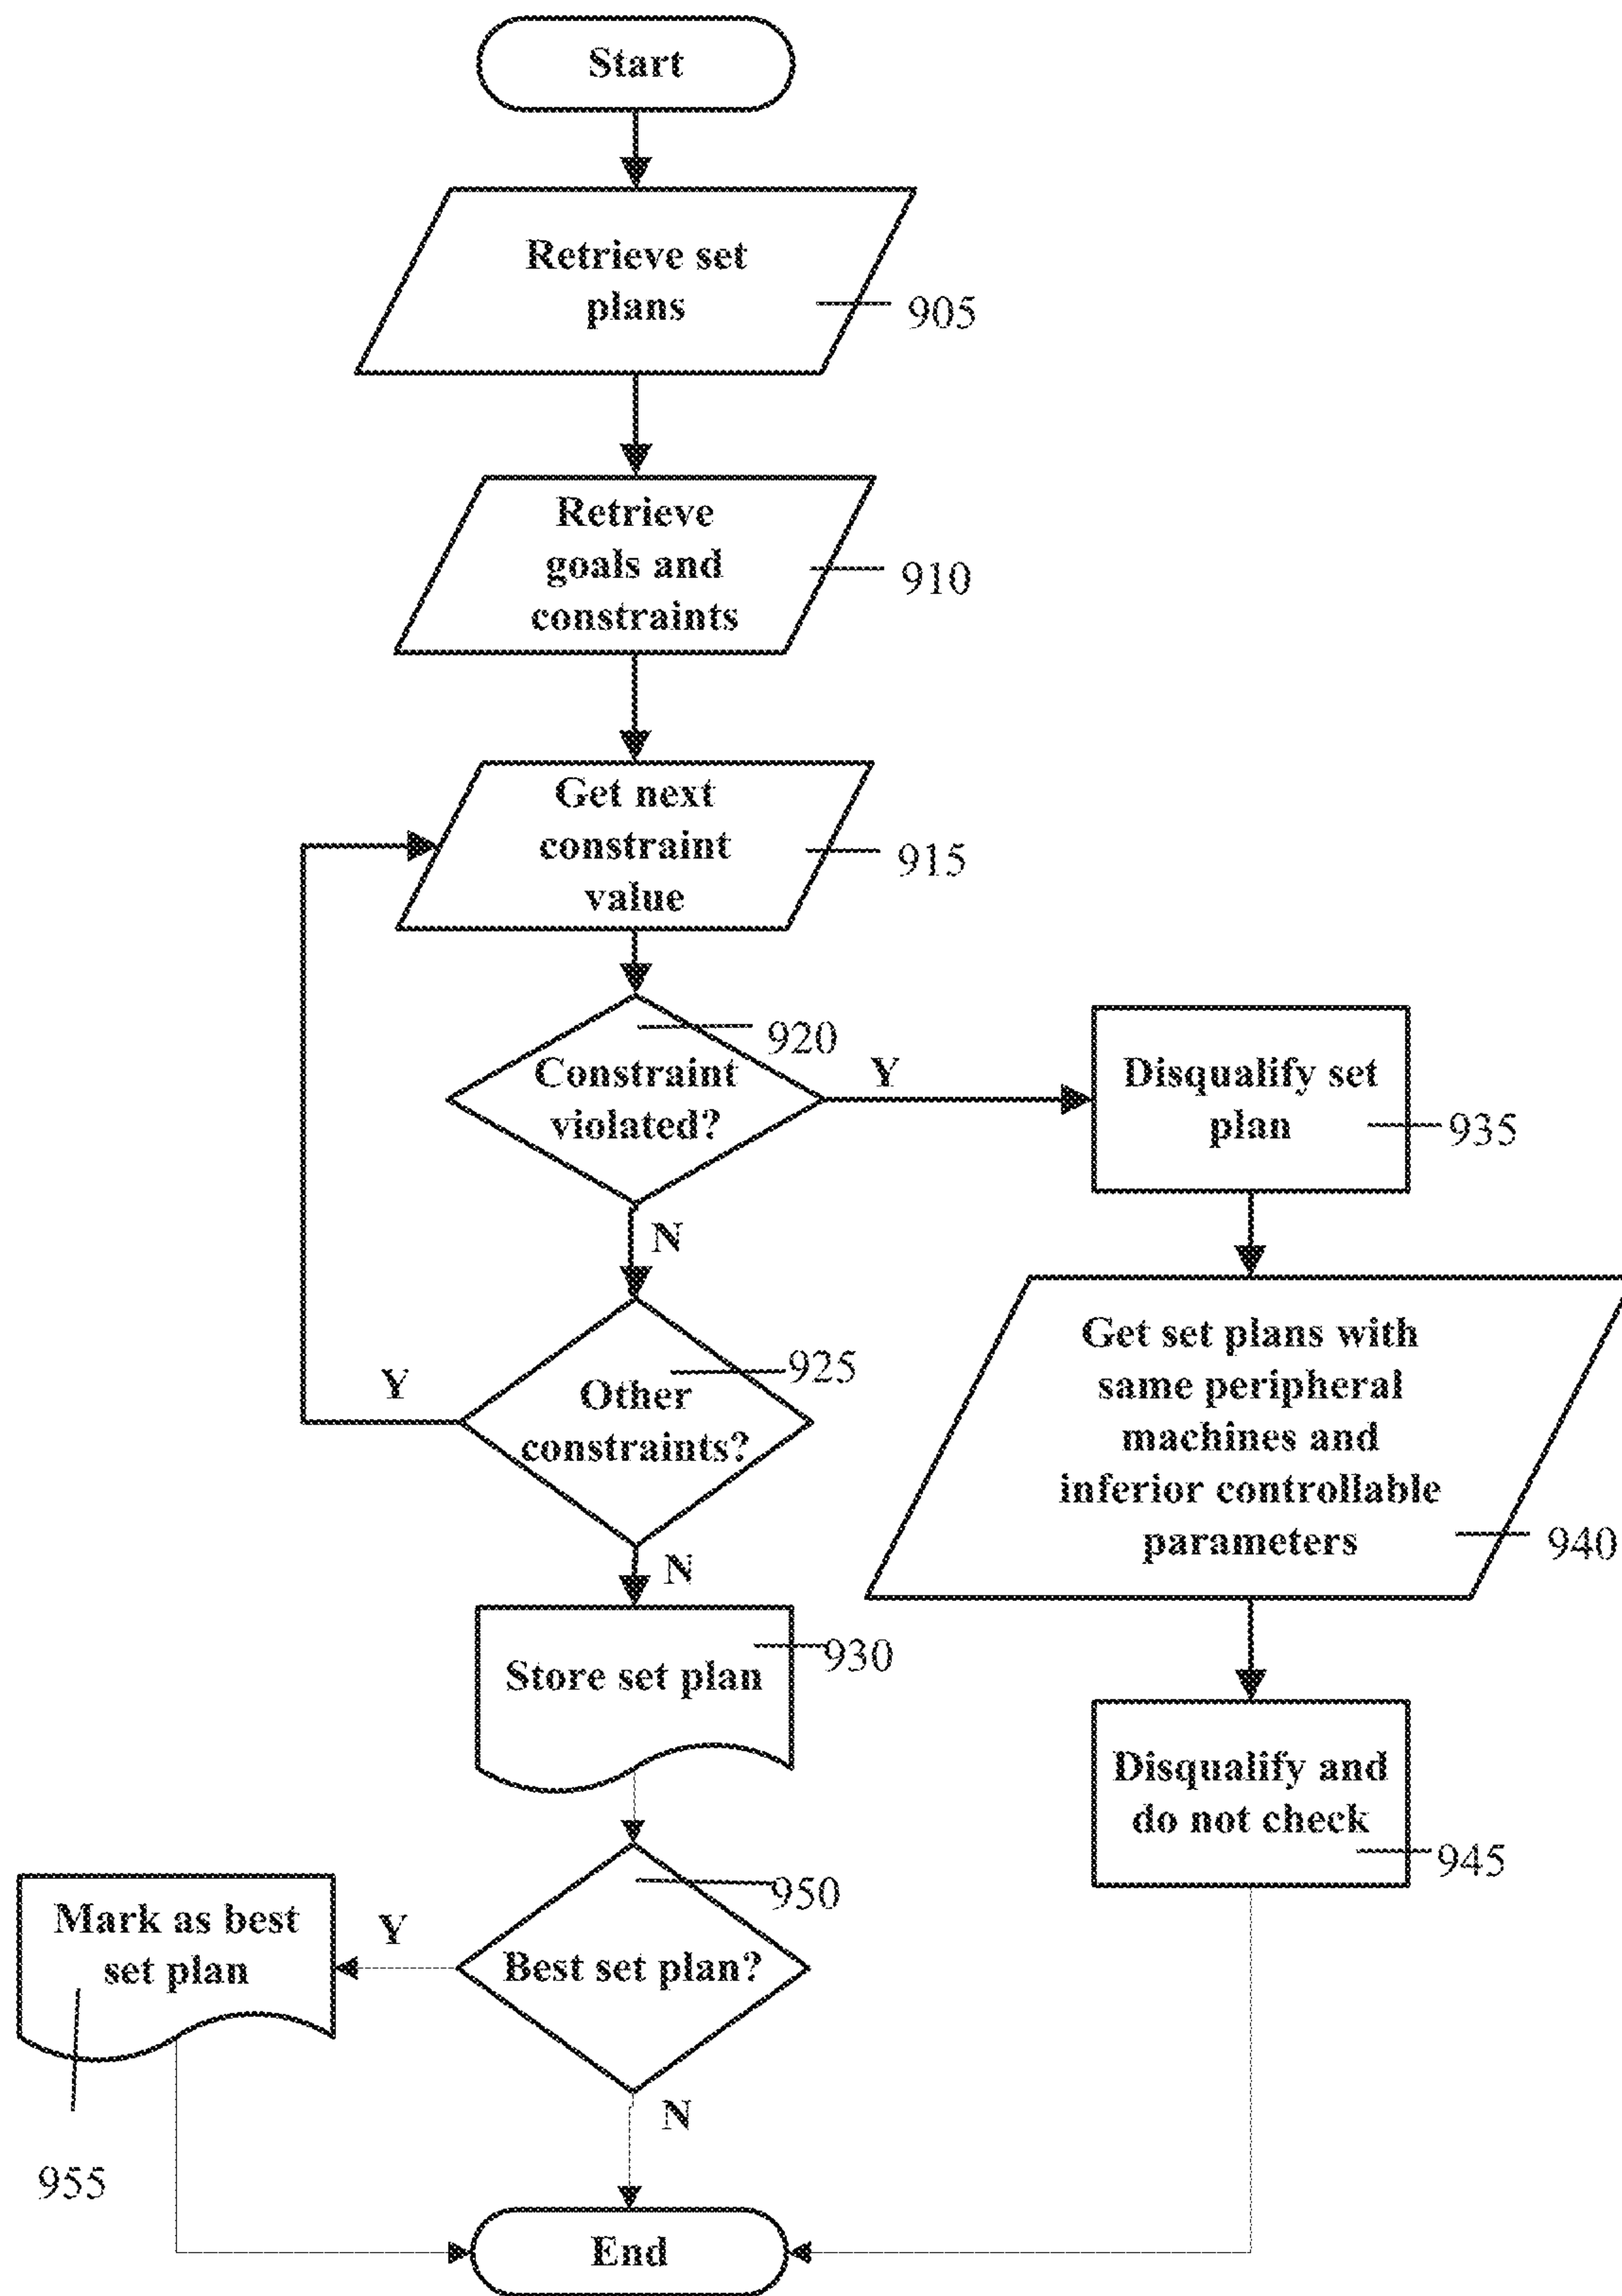 Start
Retrieve set
plans
905
Retrieve
goals and
constraints
910
Get next
constraint
value
915
920
Constraint
violated?
Y
N
Disqualify set
plan
935
925
Other
constraints?
Y
N
Get set plans with
same peripheral
machines and
inferior controllable
parameters
940
Store set plan
930
Disqualify and
do not check
945
950
Best set plan?
Y
N
Mark as best
set plan
955
End